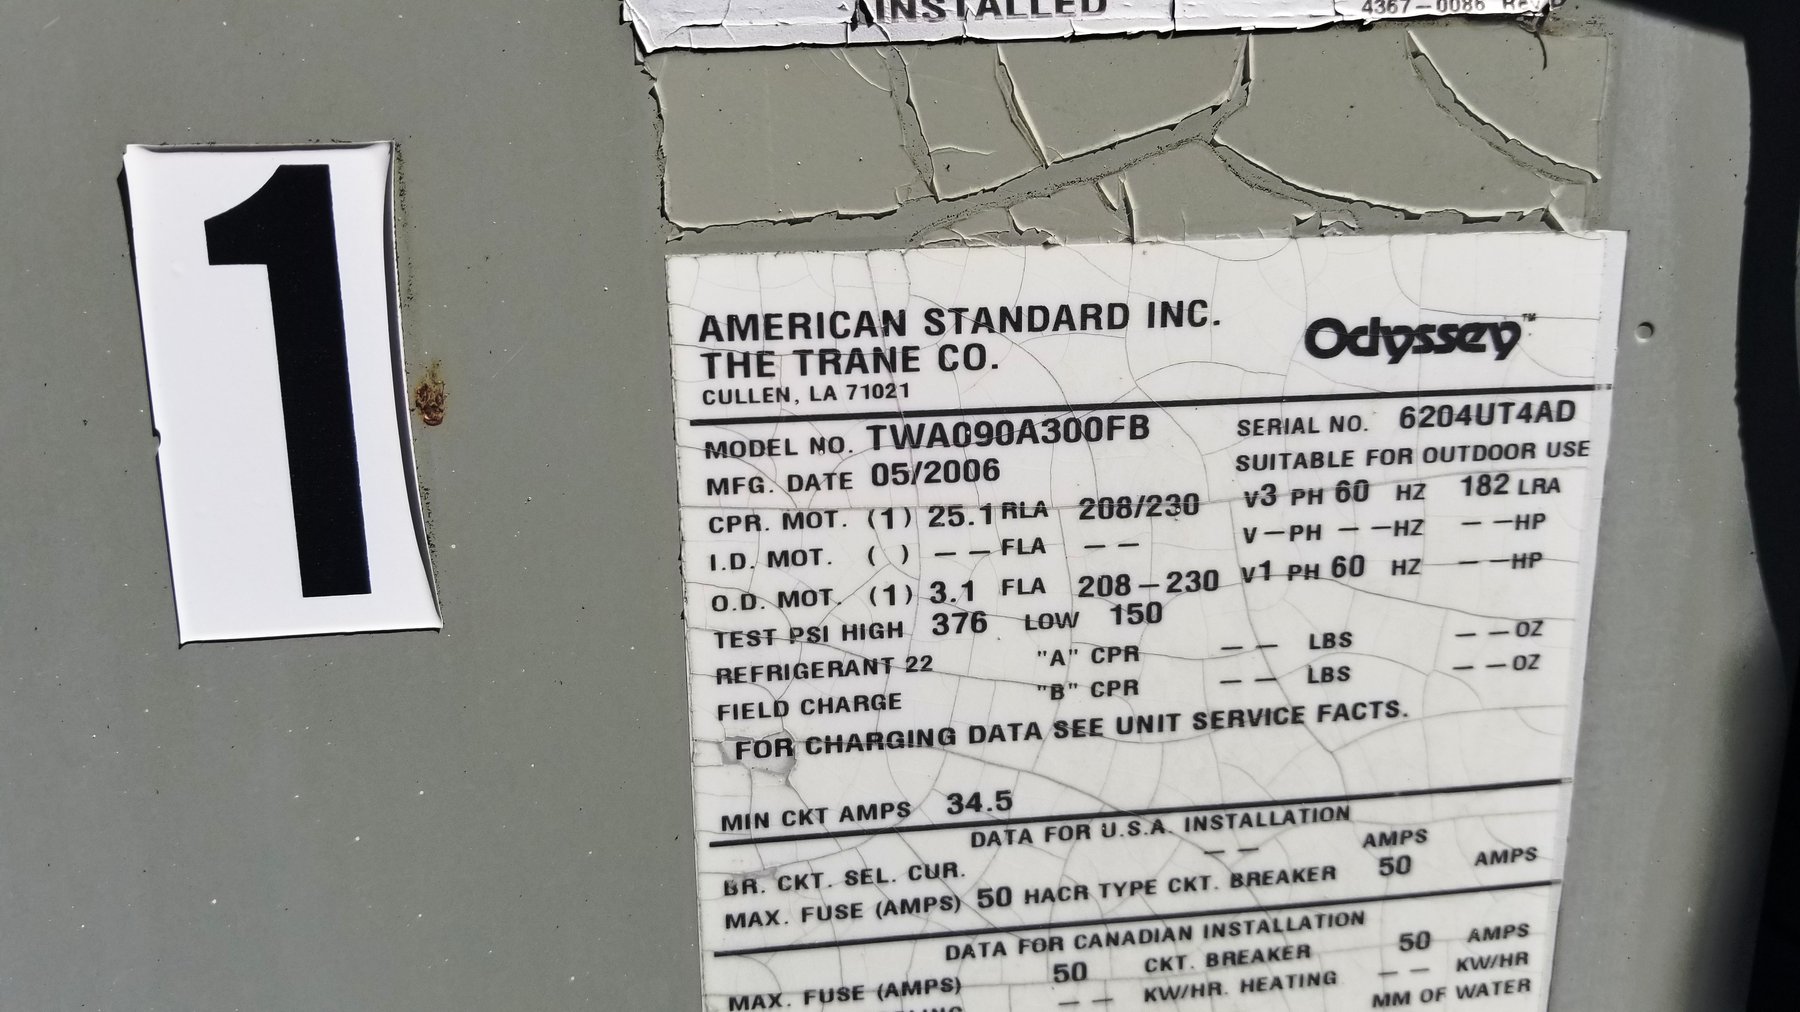 INSTALLED
4367-0086 REV. D
1
AMERICAN STANDARD INC.
THE TRANE CO.
CULLEN, LA 71021
Odyssey™
MODEL NO. TWA090A300FB SERIAL NO. 6204UT4AD
MFG. DATE 05/2006 SUITABLE FOR OUTDOOR USE
CPR. MOT. (1) 25.1 RLA 208/230 V3 PH 60 HZ 182 LRA
I.D. MOT. ( ) -- FLA -- V-PH --HZ --HP
O.D. MOT. (1) 3.1 FLA 208-230 V1 PH 60 HZ --HP
TEST PSI HIGH 376 LOW 150
REFRIGERANT 22 "A" CPR -- LBS --OZ
FIELD CHARGE "B" CPR -- LBS --OZ
FOR CHARGING DATA SEE UNIT SERVICE FACTS.
MIN CKT AMPS 34.5
DATA FOR U.S.A. INSTALLATION
BR. CKT. SEL. CUR. -- AMPS
MAX. FUSE (AMPS) 50 HACR TYPE CKT. BREAKER 50 AMPS
DATA FOR CANADIAN INSTALLATION
MAX. FUSE (AMPS) 50 CKT. BREAKER 50 AMPS
-- KW/HR. HEATING -- KW/HR
MM OF WATER